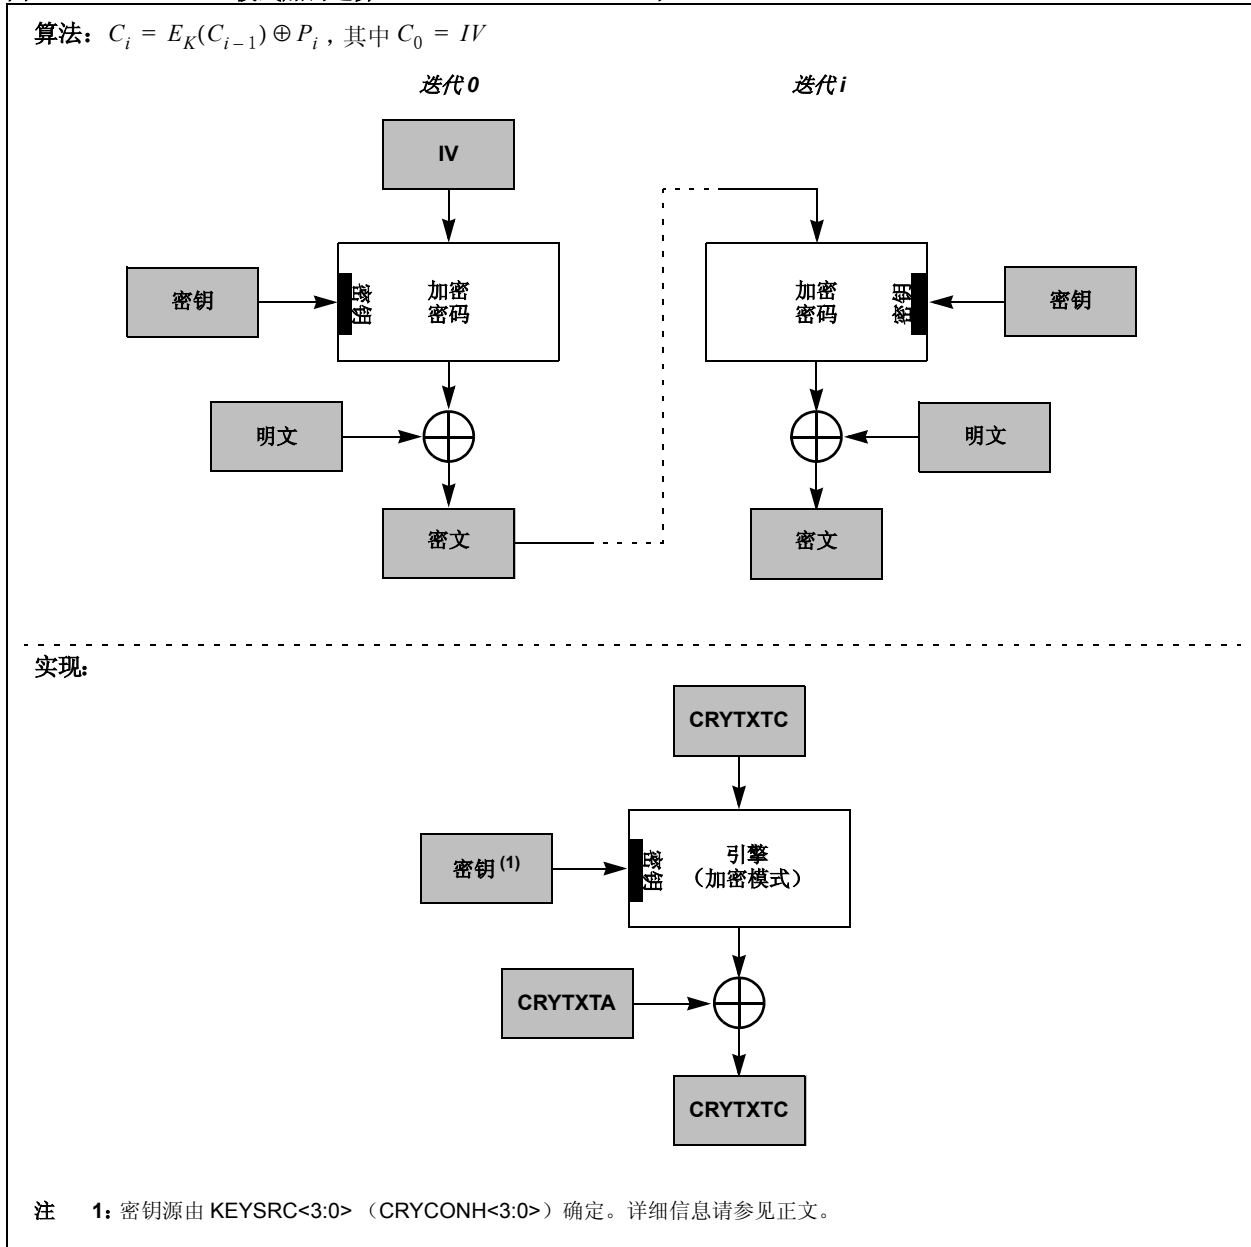 算法：C_i = E_K(C_{i-1}) ⊕ P_i，其中 C_0 = IV
迭代 0
迭代 i
IV
密钥
密钥
加密
密码
加密
密码
密钥
密钥
明文
明文
密文
密文
实现：
CRYTXTC
密钥 (1)
密钥
引擎
（加密模式）
CRYTXTA
CRYTXTC
注 1: 密钥源由 KEYSRC<3:0> （CRYCONH<3:0>）确定。详细信息请参见正文。